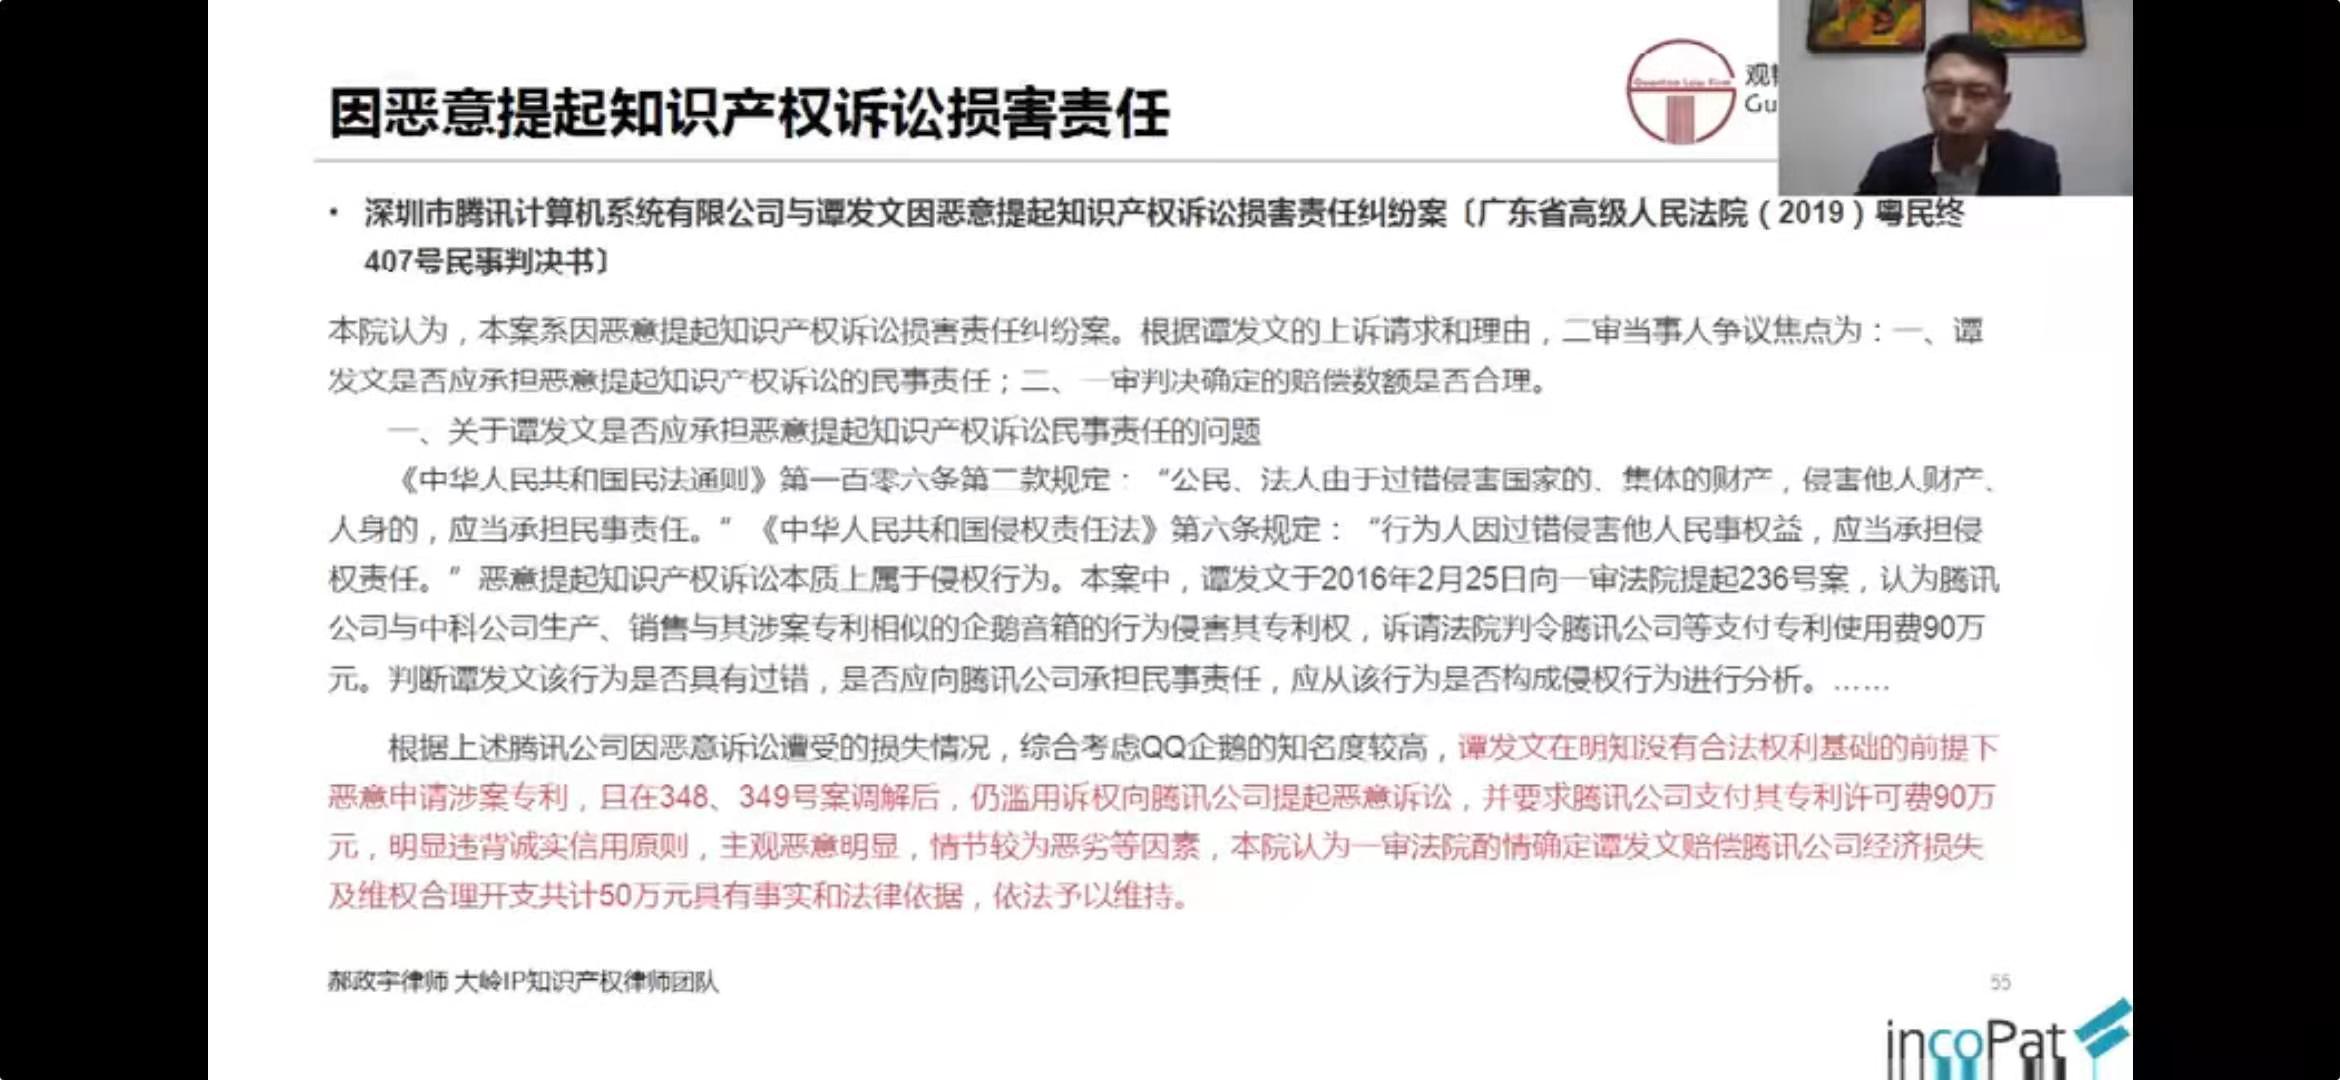 因恶意提起知识产权诉讼损害责任
Guantao Law Firm
观
Gu
• 深圳市腾讯计算机系统有限公司与谭发文因恶意提起知识产权诉讼损害责任纠纷案〔广东省高级人民法院（2019）粤民终
407号民事判决书〕
本院认为，本案系因恶意提起知识产权诉讼损害责任纠纷案。根据谭发文的上诉请求和理由，二审当事人争议焦点为：一、谭
发文是否应承担恶意提起知识产权诉讼的民事责任；二、一审判决确定的赔偿数额是否合理。
一、关于谭发文是否应承担恶意提起知识产权诉讼民事责任的问题
《中华人民共和国民法通则》第一百零六条第二款规定：“公民、法人由于过错侵害国家的、集体的财产，侵害他人财产、
人身的，应当承担民事责任。”《中华人民共和国侵权责任法》第六条规定：“行为人因过错侵害他人民事权益，应当承担侵
权责任。”恶意提起知识产权诉讼本质上属于侵权行为。本案中，谭发文于2016年2月25日向一审法院提起236号案，认为腾讯
公司与中科公司生产、销售与其涉案专利相似的企鹅音箱的行为侵害其专利权，诉请法院判令腾讯公司等支付专利使用费90万
元。判断谭发文该行为是否具有过错，是否应向腾讯公司承担民事责任，应从该行为是否构成侵权行为进行分析。……
根据上述腾讯公司因恶意诉讼遭受的损失情况，综合考虑QQ企鹅的知名度较高，谭发文在明知没有合法权利基础的前提下
恶意申请涉案专利，且在348、349号案调解后，仍滥用诉权向腾讯公司提起恶意诉讼，并要求腾讯公司支付其专利许可费90万
元，明显违背诚实信用原则，主观恶意明显，情节较为恶劣等因素，本院认为一审法院酌情确定谭发文赔偿腾讯公司经济损失
及维权合理开支共计50万元具有事实和法律依据，依法予以维持。
郝政宇律师 大岭IP知识产权律师团队
55
incoPat